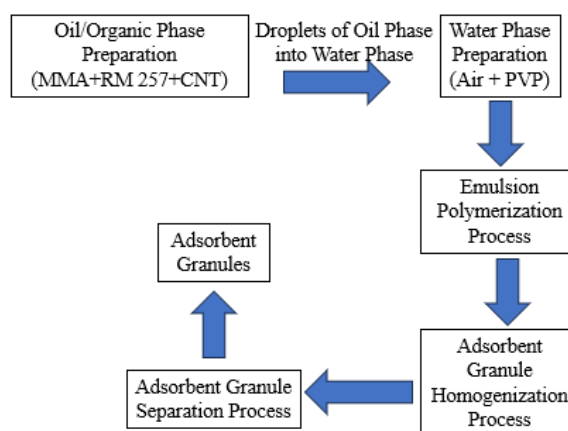 Oil/Organic Phase
Preparation
(MMA+RM 257+CNT)
Droplets of Oil Phase
into Water Phase
Water Phase
Preparation
(Air + PVP)
Emulsion
Polymerization
Process
Adsorbent
Granule
Homogenization
Process
Adsorbent Granule
Separation Process
Adsorbent
Granules